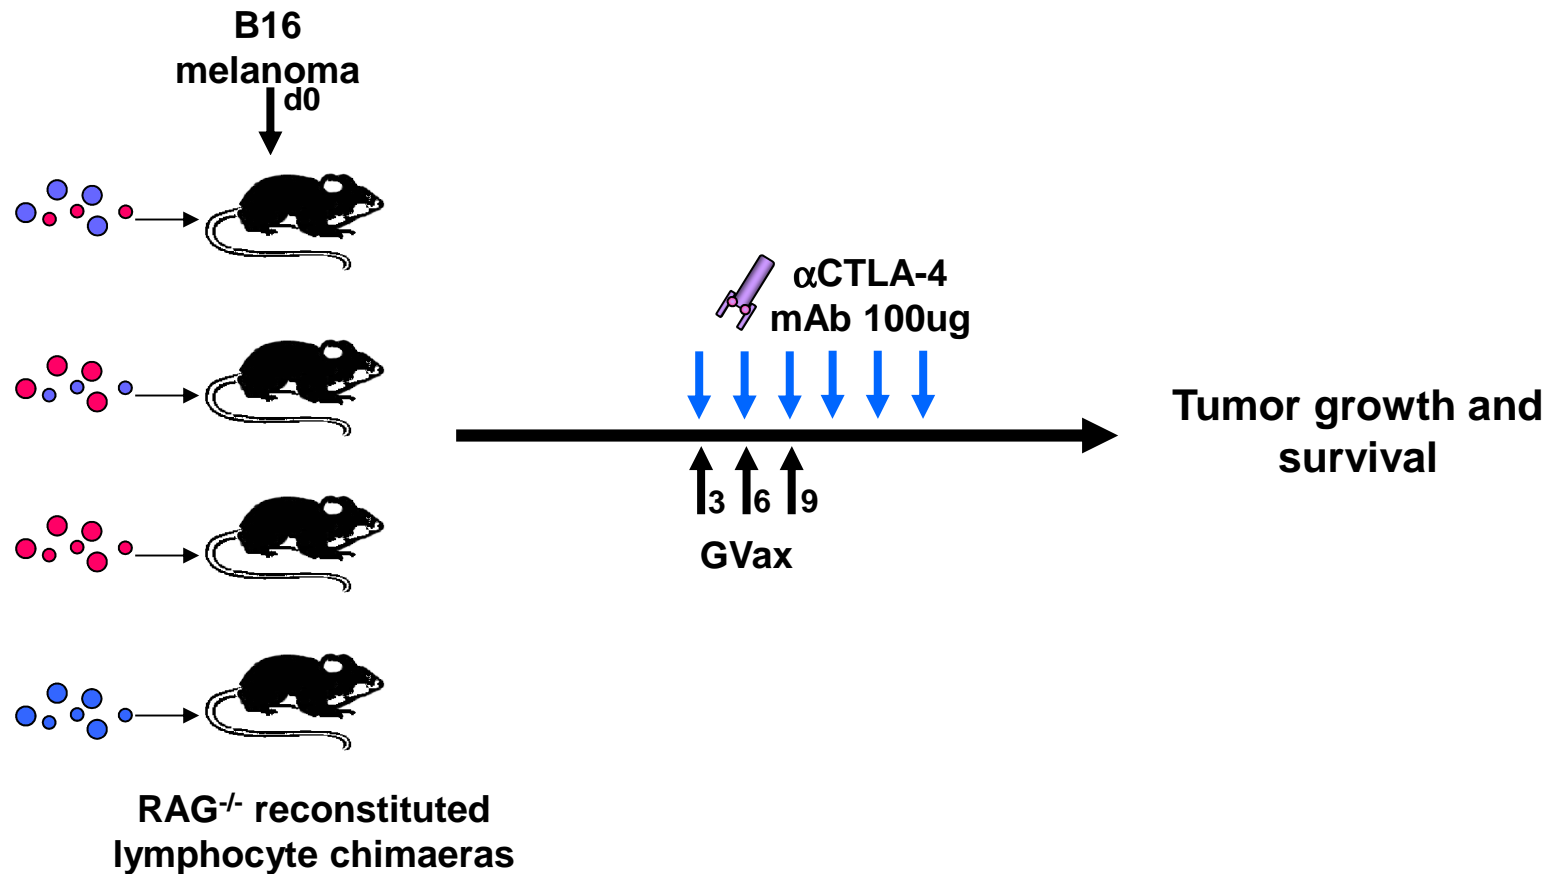 B16
melanoma
d0
αCTLA-4
mAb 100ug
3 6 9
GVax
Tumor growth and
survival
RAG-/- reconstituted
lymphocyte chimaeras